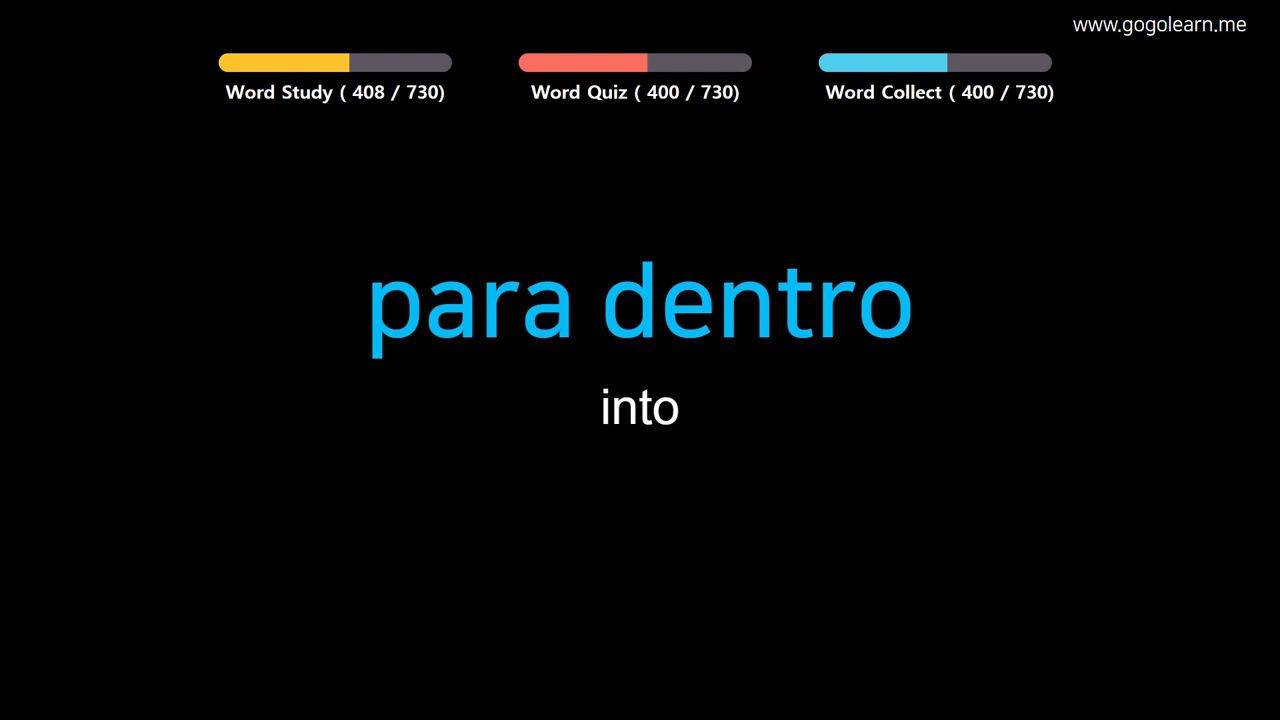 www.gogolearn.me
Word Study ( 408 / 730)
Word Quiz ( 400 / 730)
Word Collect ( 400 / 730)
para dentro
into